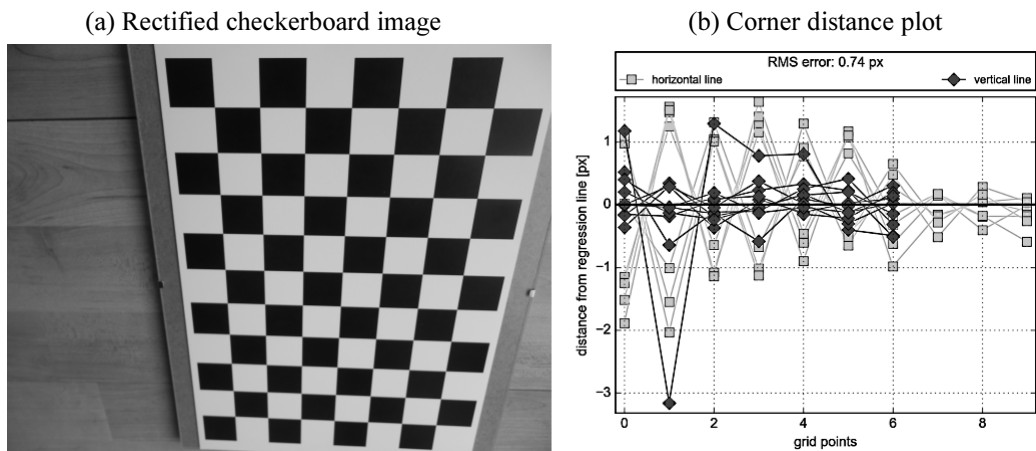 (a) Rectified checkerboard image
(b) Corner distance plot
RMS error: 0.74 px
horizontal line
vertical line
distance from regression line [px]
1
0
−1
−2
−3
0 2 4 6 8
grid points